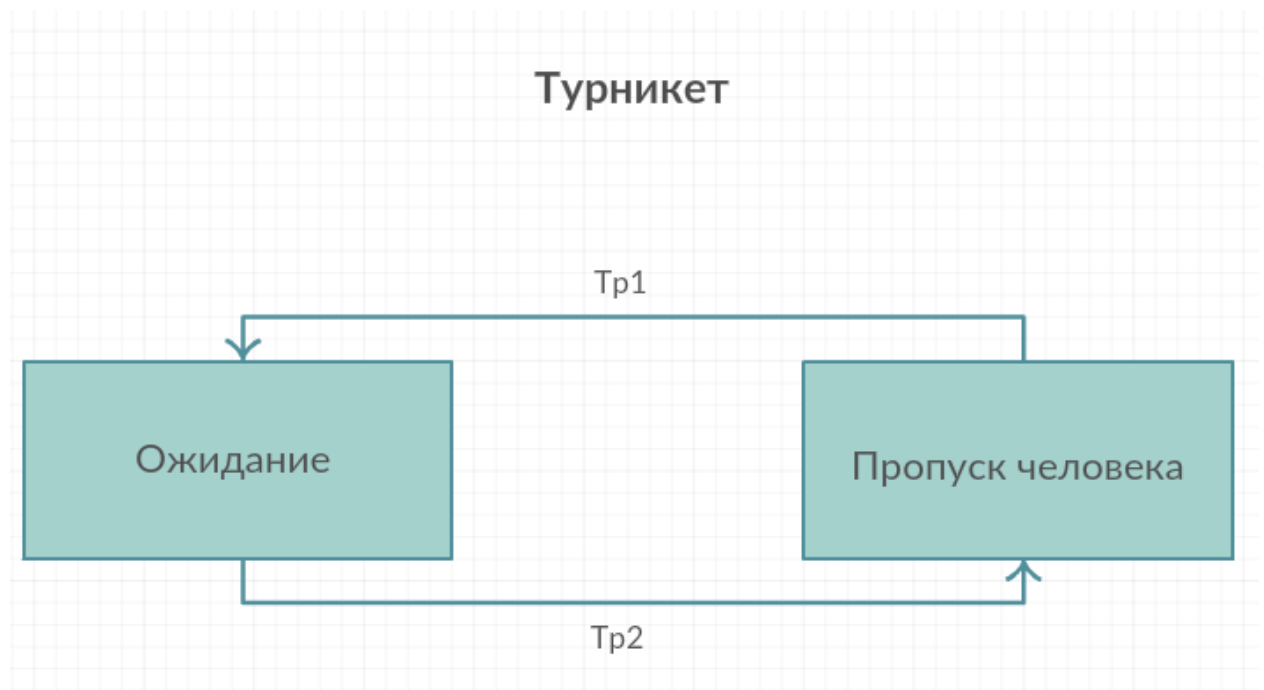 Турникет
Тр1
Ожидание
Пропуск человека
Тр2